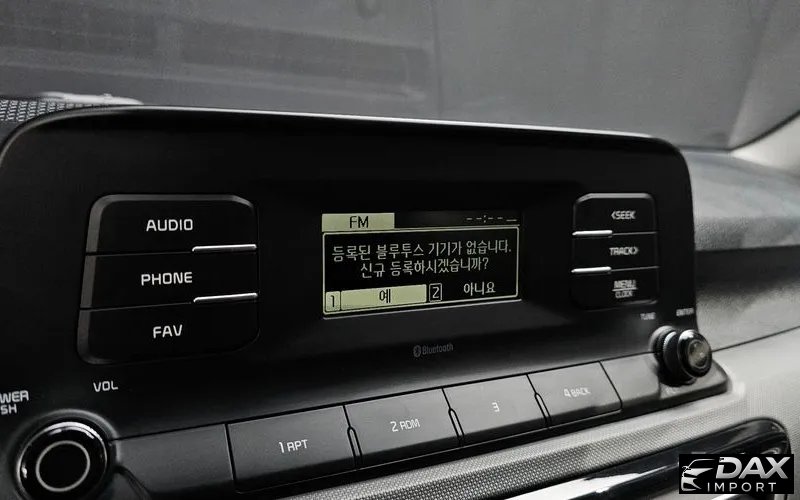 AUDIO
PHONE
FAV
FM
--:--
등록된 블루투스 기기가 없습니다.
신규 등록하시겠습니까?
1 예 2 아니요
<SEEK
TRACK>
MENU
CLOCK
TUNE
ENTER
Bluetooth
VOL
1 RPT
2 RDM
3
4 BACK
DAX
IMPORT